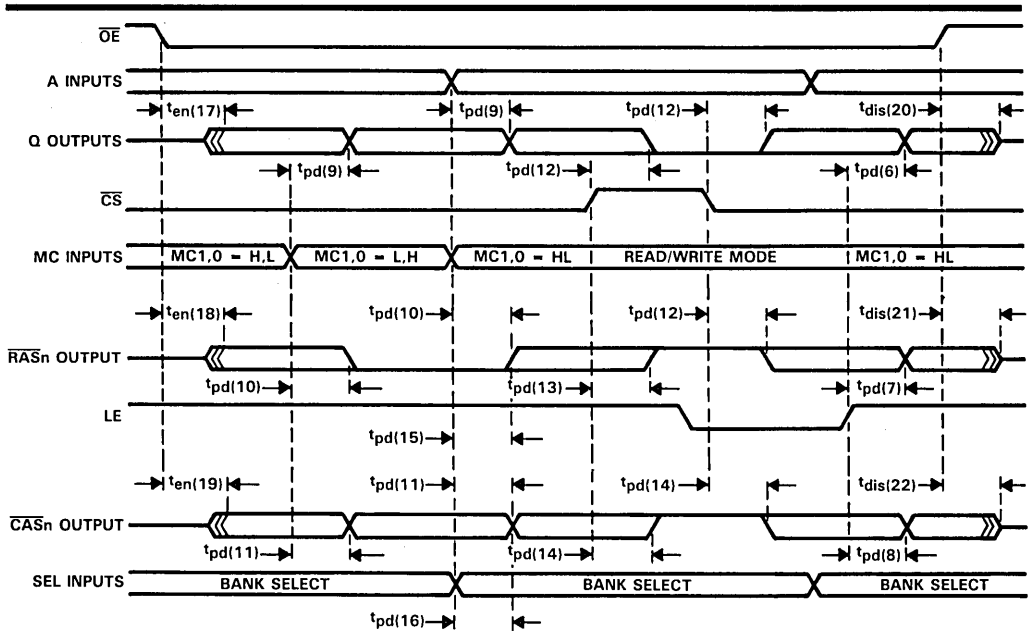 OE
A INPUTS
ten(17) tpd(9) tpd(12) tdis(20)
Q OUTPUTS
tpd(9) tpd(12) tpd(6)
CS
MC INPUTS MC1,0 = H,L MC1,0 = L,H MC1,0 = HL READ/WRITE MODE MC1,0 = HL
ten(18) tpd(10) tpd(12) tdis(21)
RASn OUTPUT
tpd(10) tpd(13) tpd(7)
LE
tpd(15)
ten(19) tpd(11) tpd(14) tdis(22)
CASn OUTPUT
tpd(11) tpd(14) tpd(8)
SEL INPUTS BANK SELECT BANK SELECT BANK SELECT
tpd(16)